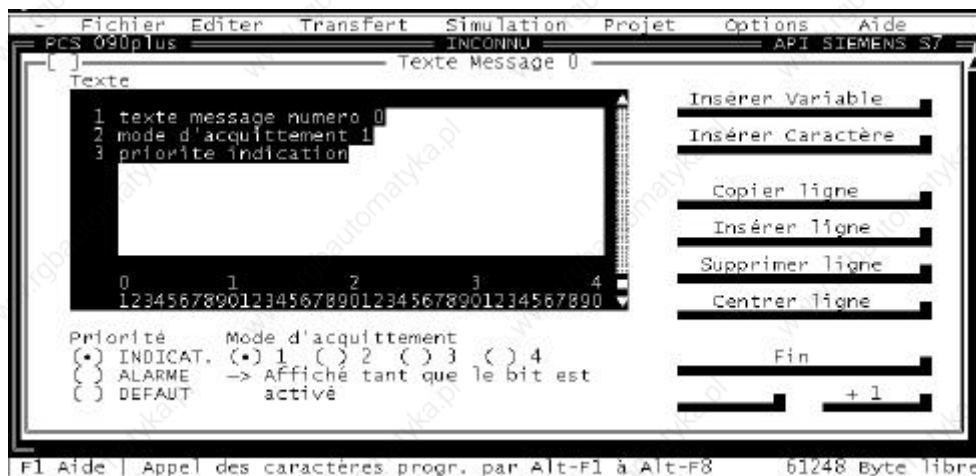 - Fichier Editer Transfert Simulation Projet Options Aide
PCS 090plus INCONNU API SIEMENS S7
[ ] Texte Message 0
Texte
1 texte message numero 0
2 mode d'acquittement 1
3 priorite indication
0 1 2 3 4
1234567890123456789012345678901234567890
Insérer Variable
Insérer Caractère
Copier ligne
Insérer ligne
Supprimer ligne
Centrer ligne
Priorité Mode d'acquittement
(•) INDICAT. (•) 1 ( ) 2 ( ) 3 ( ) 4
( ) ALARME —> Affiché tant que le bit est
( ) DEFAUT activé
Fin
+ 1
F1 Aide | Appel des caractères progr. par Alt-F1 à Alt-F8 61248 Byte libre
www.rgbautomatyka.pl